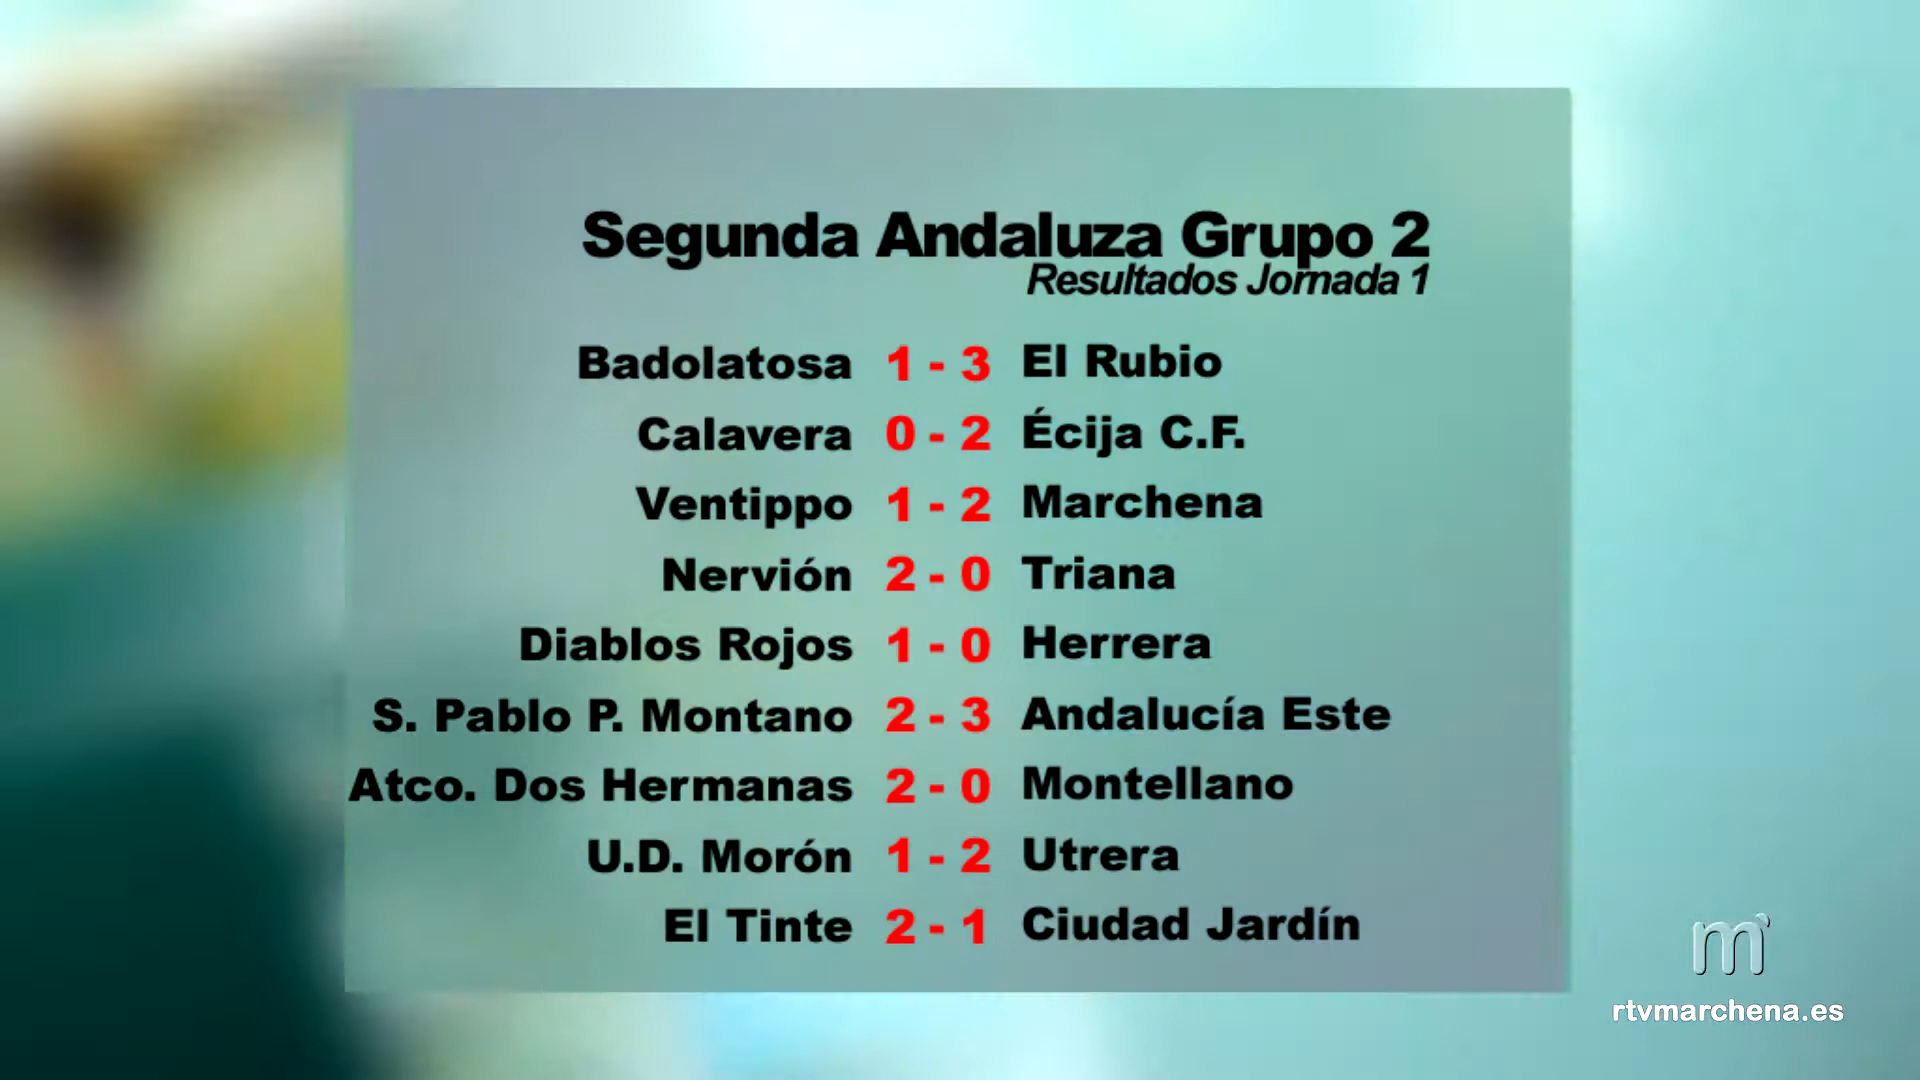 Segunda Andaluza Grupo 2
Resultados Jornada 1
Badolatosa 1 - 3 El Rubio
Calavera 0 - 2 Écija C.F.
Ventippo 1 - 2 Marchena
Nervión 2 - 0 Triana
Diablos Rojos 1 - 0 Herrera
S. Pablo P. Montano 2 - 3 Andalucía Este
Atco. Dos Hermanas 2 - 0 Montellano
U.D. Morón 1 - 2 Utrera
El Tinte 2 - 1 Ciudad Jardín
m
rtvmarchena.es